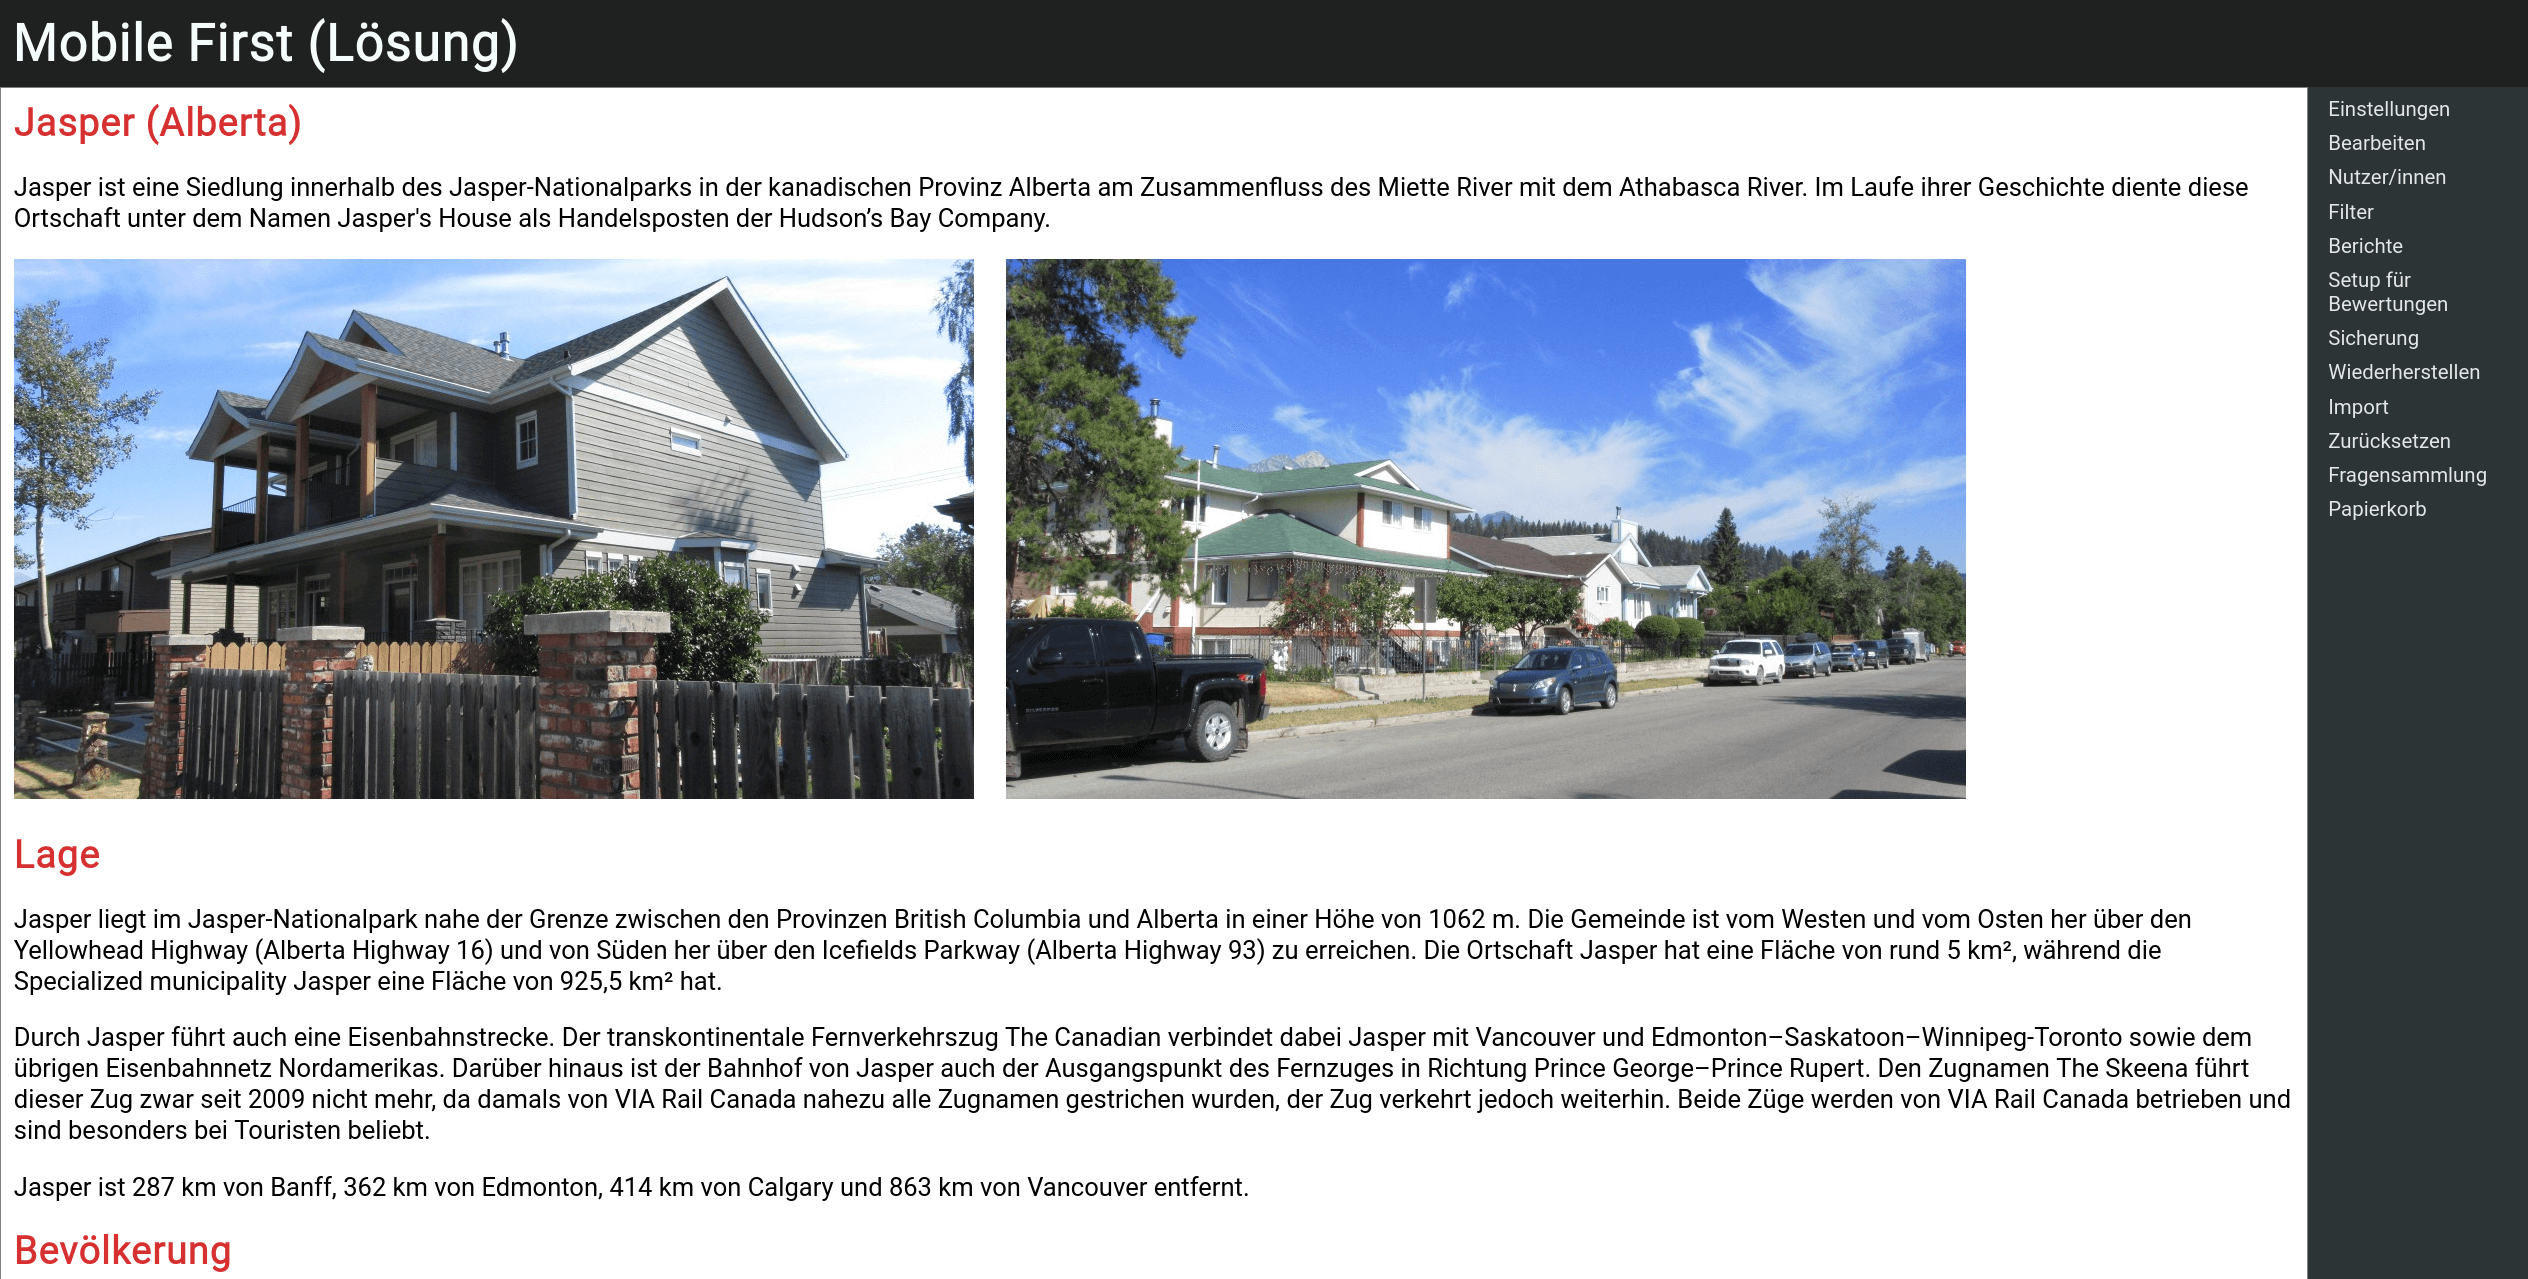 Mobile First (Lösung)
Jasper (Alberta)
Jasper ist eine Siedlung innerhalb des Jasper-Nationalparks in der kanadischen Provinz Alberta am Zusammenfluss des Miette River mit dem Athabasca River. Im Laufe ihrer Geschichte diente diese
Ortschaft unter dem Namen Jasper's House als Handelsposten der Hudson’s Bay Company.
Lage
Jasper liegt im Jasper-Nationalpark nahe der Grenze zwischen den Provinzen British Columbia und Alberta in einer Höhe von 1062 m. Die Gemeinde ist vom Westen und vom Osten her über den
Yellowhead Highway (Alberta Highway 16) und von Süden her über den Icefields Parkway (Alberta Highway 93) zu erreichen. Die Ortschaft Jasper hat eine Fläche von rund 5 km², während die
Specialized municipality Jasper eine Fläche von 925,5 km² hat.
Durch Jasper führt auch eine Eisenbahnstrecke. Der transkontinentale Fernverkehrszug The Canadian verbindet dabei Jasper mit Vancouver und Edmonton–Saskatoon–Winnipeg-Toronto sowie dem
übrigen Eisenbahnnetz Nordamerikas. Darüber hinaus ist der Bahnhof von Jasper auch der Ausgangspunkt des Fernzuges in Richtung Prince George–Prince Rupert. Den Zugnamen The Skeena führt
dieser Zug zwar seit 2009 nicht mehr, da damals von VIA Rail Canada nahezu alle Zugnamen gestrichen wurden, der Zug verkehrt jedoch weiterhin. Beide Züge werden von VIA Rail Canada betrieben und
sind besonders bei Touristen beliebt.
Jasper ist 287 km von Banff, 362 km von Edmonton, 414 km von Calgary und 863 km von Vancouver entfernt.
Bevölkerung
Einstellungen
Bearbeiten
Nutzer/innen
Filter
Berichte
Setup für
Bewertungen
Sicherung
Wiederherstellen
Import
Zurücksetzen
Fragensammlung
Papierkorb